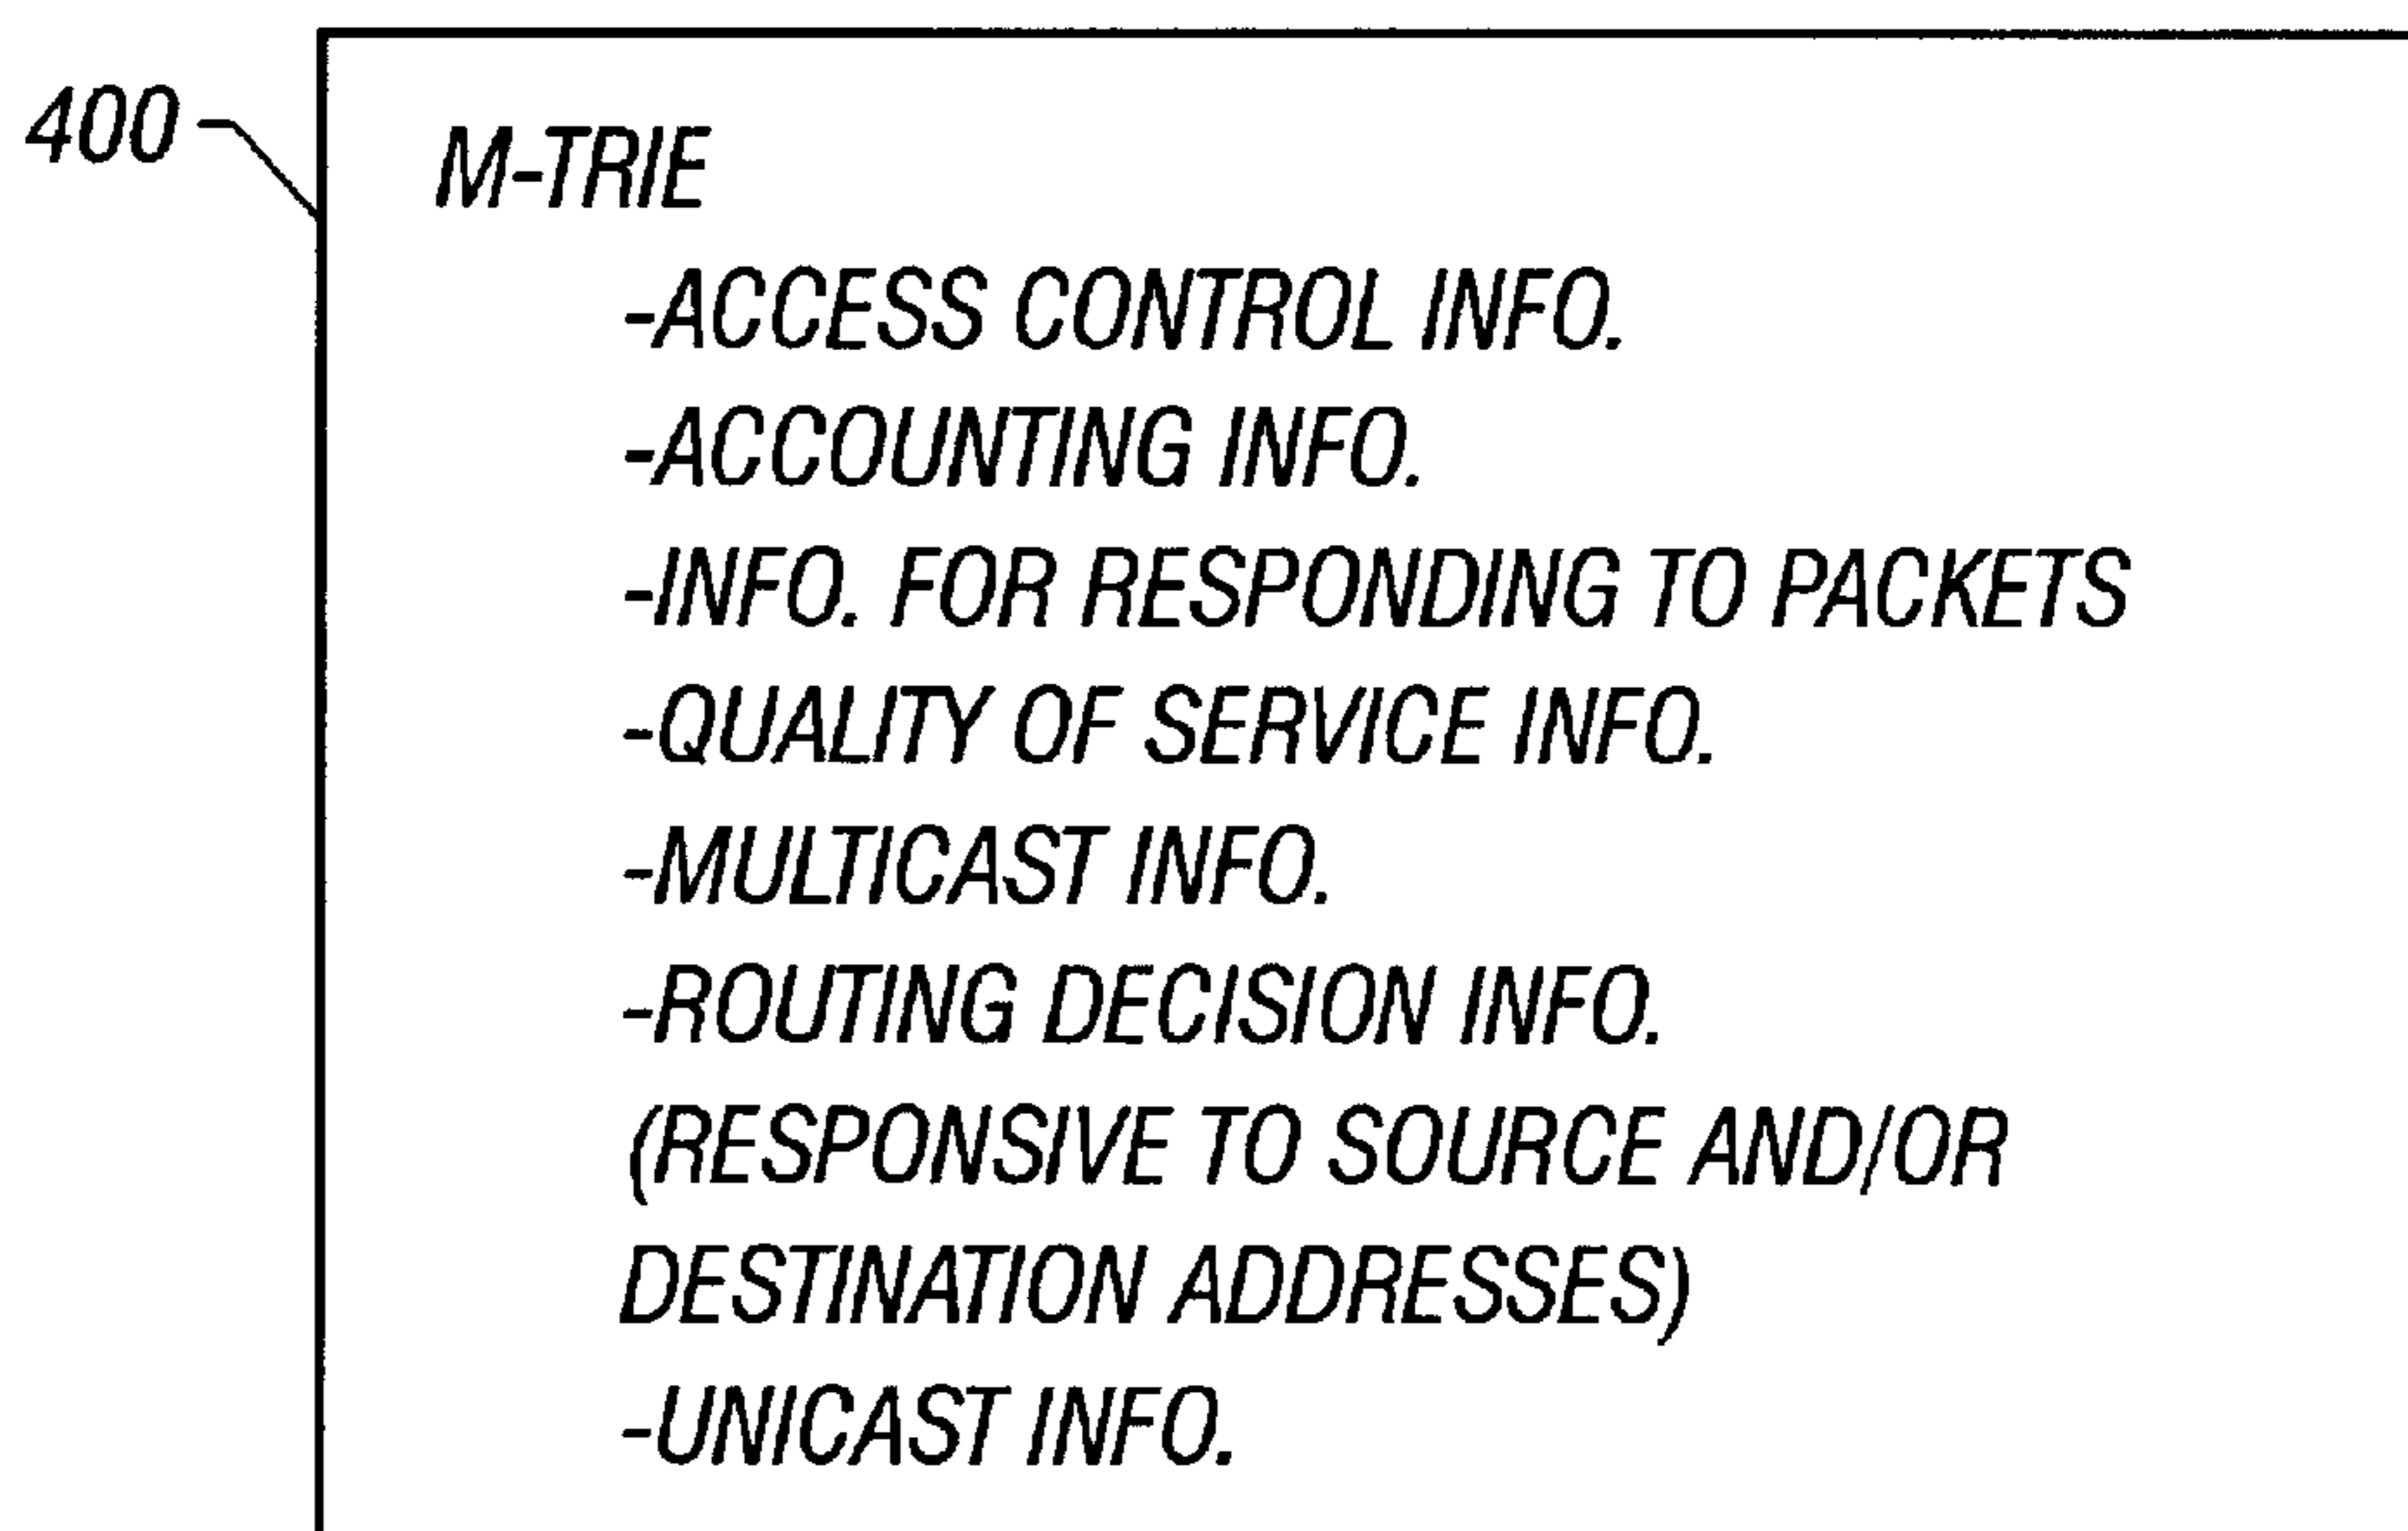 400
M-TRIE
-ACCESS CONTROL INFO.
-ACCOUNTING INFO.
-INFO. FOR RESPONDING TO PACKETS
-QUALITY OF SERVICE INFO.
-MULTICAST INFO.
-ROUTING DECISION INFO.
(RESPONSIVE TO SOURCE AND/OR
DESTINATION ADDRESSES)
-UNICAST INFO.